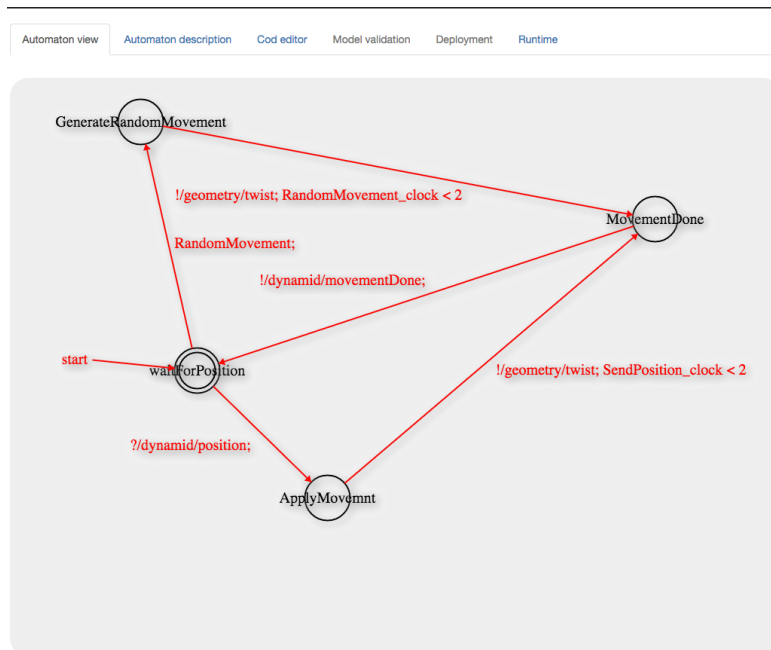 Automaton view Automaton description Cod editor Model validation Deployment Runtime
GenerateRandomMovement
!/geometry/twist; RandomMovement_clock < 2
MovementDone
RandomMovement;
!/dynamid/movementDone;
start
waitForPosition
!/geometry/twist; SendPosition_clock < 2
?/dynamid/position;
ApplyMovemnt